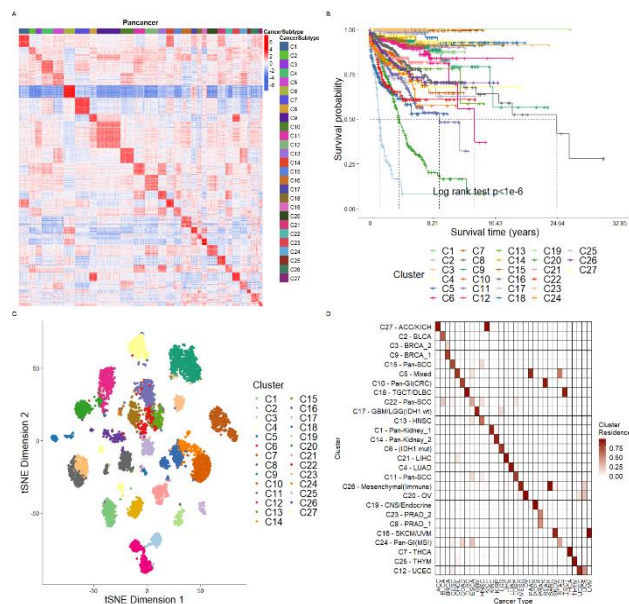 A
Pancancer
CancerSubtype
CancerSubtype
C1
C2
C3
C4
C5
C6
C7
C8
C9
C10
C11
C12
C13
C14
C15
C16
C17
C18
C19
C20
C21
C22
C23
C24
C25
C26
C27
B
Survival probability
1.00
0.75
0.50
0.25
0.00
Log rank test p<1e-6
0 8.21 16.43 24.64 32.85
Survival time (years)
Cluster
C1 C7 C13 C19 C25
C2 C8 C14 C20 C26
C3 C9 C15 C21 C27
C4 C10 C16 C22
C5 C11 C17 C23
C6 C12 C18 C24
C
tSNE Dimension 2
50
0
-50
-50 0 50
tSNE Dimension 1
Cluster
C1 C15
C2 C16
C3 C17
C4 C18
C5 C19
C6 C20
C7 C21
C8 C22
C9 C23
C10 C24
C11 C25
C12 C26
C13 C27
C14
D
Cluster
C27 - ACC/KICH
C2 - BLCA
C3 - BRCA_2
C9 - BRCA_1
C15 - Pan-SCC
C5 - Mixed
C10 - Pan-GI(CRC)
C18 - TGCT/DLBC
C22 - Pan-SCC
C17 - GBM/LGG(IDH1 wt)
C13 - HNSC
C1 - Pan-Kidney_1
C14 - Pan-Kidney_2
C6 - (IDH1 mut)
C21 - LIHC
C4 - LUAD
C11 - Pan-SCC
C26 - Mesenchymal(Immune)
C20 - OV
C19 - CNS/Endocrine
C23 - PRAD_2
C8 - PRAD_1
C16 - SKCM/UVM
C24 - Pan-GI(MSI)
C7 - THCA
C25 - THYM
C12 - UCEC
Cancer Type
Cluster
Residence
1.00
0.75
0.50
0.25